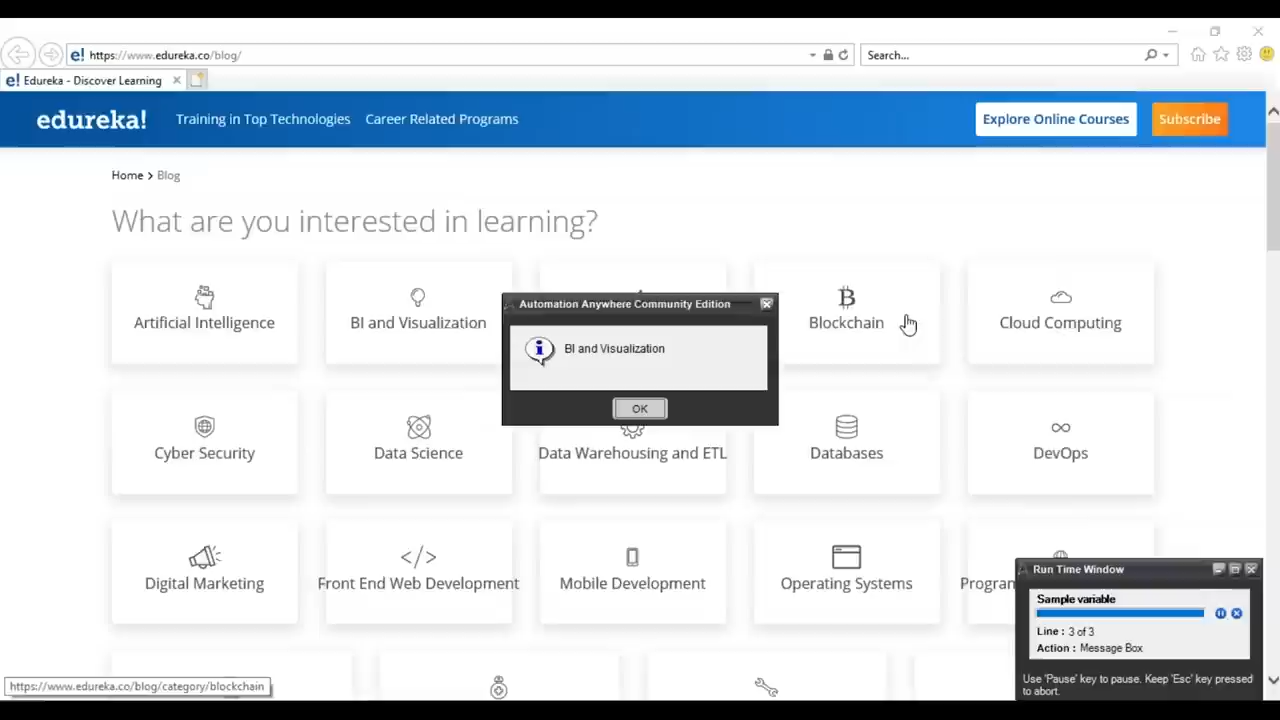 https://www.edureka.co/blog/
Search...
e! Edureka - Discover Learning
edureka!
Training in Top Technologies
Career Related Programs
Explore Online Courses
Subscribe
Home > Blog
What are you interested in learning?
Artificial Intelligence
BI and Visualization
Blockchain
Cloud Computing
Automation Anywhere Community Edition
BI and Visualization
OK
Cyber Security
Data Science
Data Warehousing and ETL
Databases
DevOps
Digital Marketing
Front End Web Development
Mobile Development
Operating Systems
Run Time Window
Sample variable
Line : 3 of 3
Action : Message Box
Use 'Pause' key to pause. Keep 'Esc' key pressed
to abort.
https://www.edureka.co/blog/category/blockchain